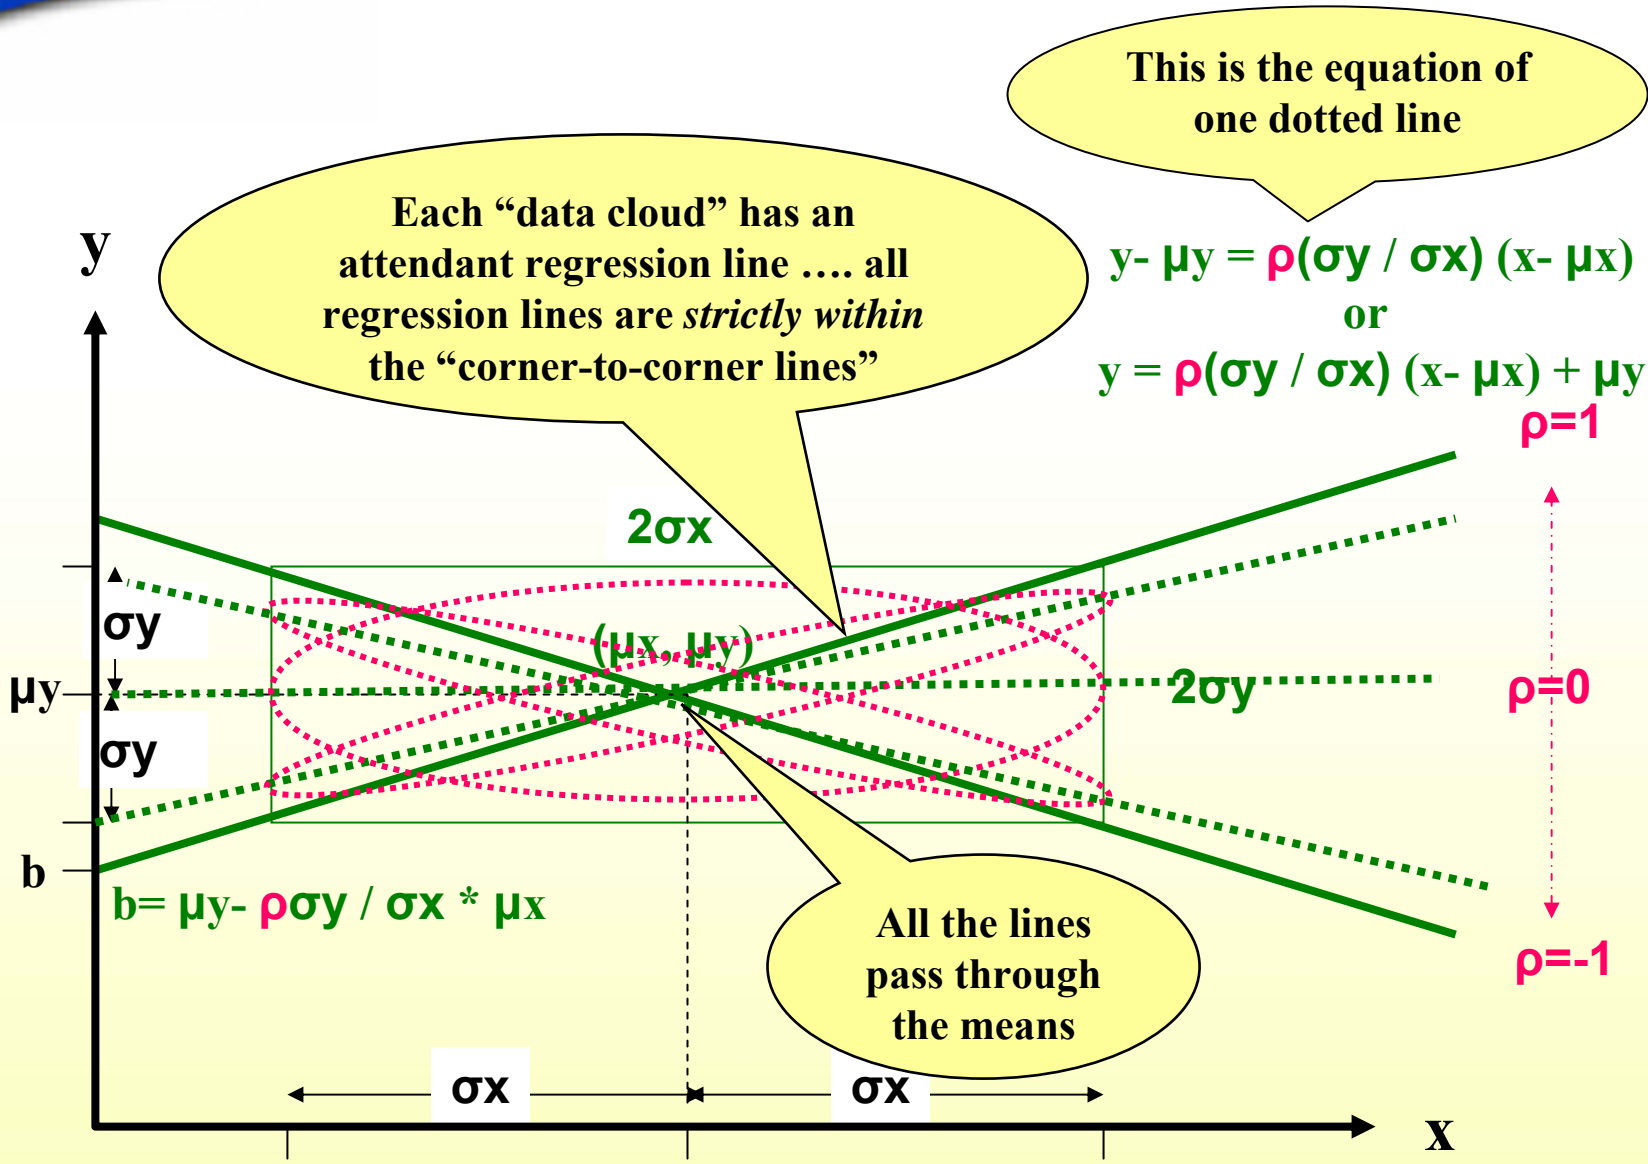 This is the equation of
one dotted line
Each “data cloud” has an
attendant regression line …. all
regression lines are strictly within
the “corner-to-corner lines”
y
y- μy = ρ(σy / σx) (x- μx)
or
y = ρ(σy / σx) (x- μx) + μy
ρ=1
2σx
σy
(μx, μy)
μy
2σy
ρ=0
σy
b
b= μy- ρσy / σx * μx
All the lines
pass through
the means
ρ=-1
σx
σx
x